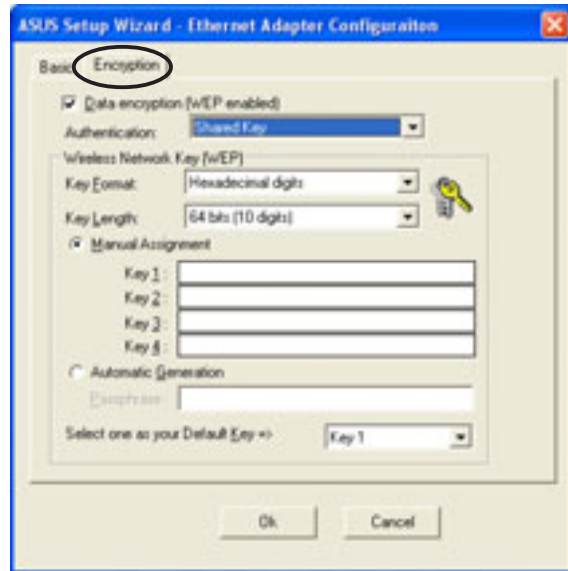 ASUS Setup Wizard - Ethernet Adapter Configuraiton
Basic Encryption
Data encryption (WEP enabled)
Authentication: Shared Key
Wireless Network Key (WEP)
Key Format: Hexadecimal digits
Key Length: 64 bits (10 digits)
Manual Assignment
Key 1 :
Key 2 :
Key 3 :
Key 4 :
Automatic Generation
Passphrase
Select one as your Default Key => Key 1
Ok Cancel